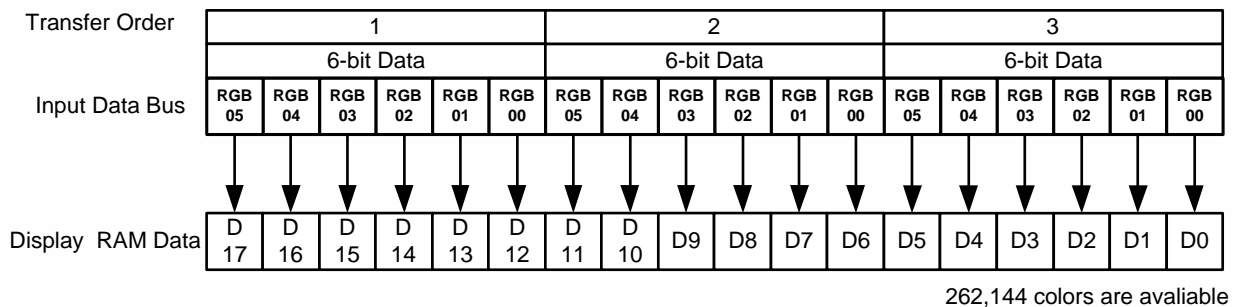 Transfer Order 1 2 3
6-bit Data 6-bit Data 6-bit Data
Input Data Bus RGB 05 RGB 04 RGB 03 RGB 02 RGB 01 RGB 00 RGB 05 RGB 04 RGB 03 RGB 02 RGB 01 RGB 00 RGB 05 RGB 04 RGB 03 RGB 02 RGB 01 RGB 00
Display RAM Data D 17 D 16 D 15 D 14 D 13 D 12 D 11 D 10 D9 D8 D7 D6 D5 D4 D3 D2 D1 D0
262,144 colors are avaliable